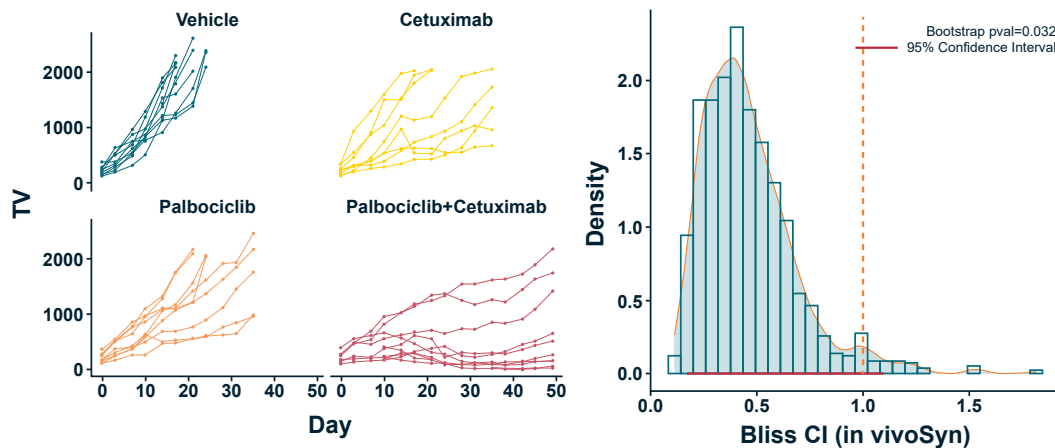 Vehicle
Cetuximab
2000
1000
0
TV
Palbociclib
Palbociclib+Cetuximab
2000
1000
0
0 10 20 30 40 50
0 10 20 30 40 50
Day
Bootstrap pval=0.032
95% Confidence Interval
2.0
1.5
1.0
0.5
0.0
Density
0.0 0.5 1.0 1.5
Bliss CI (in vivoSyn)